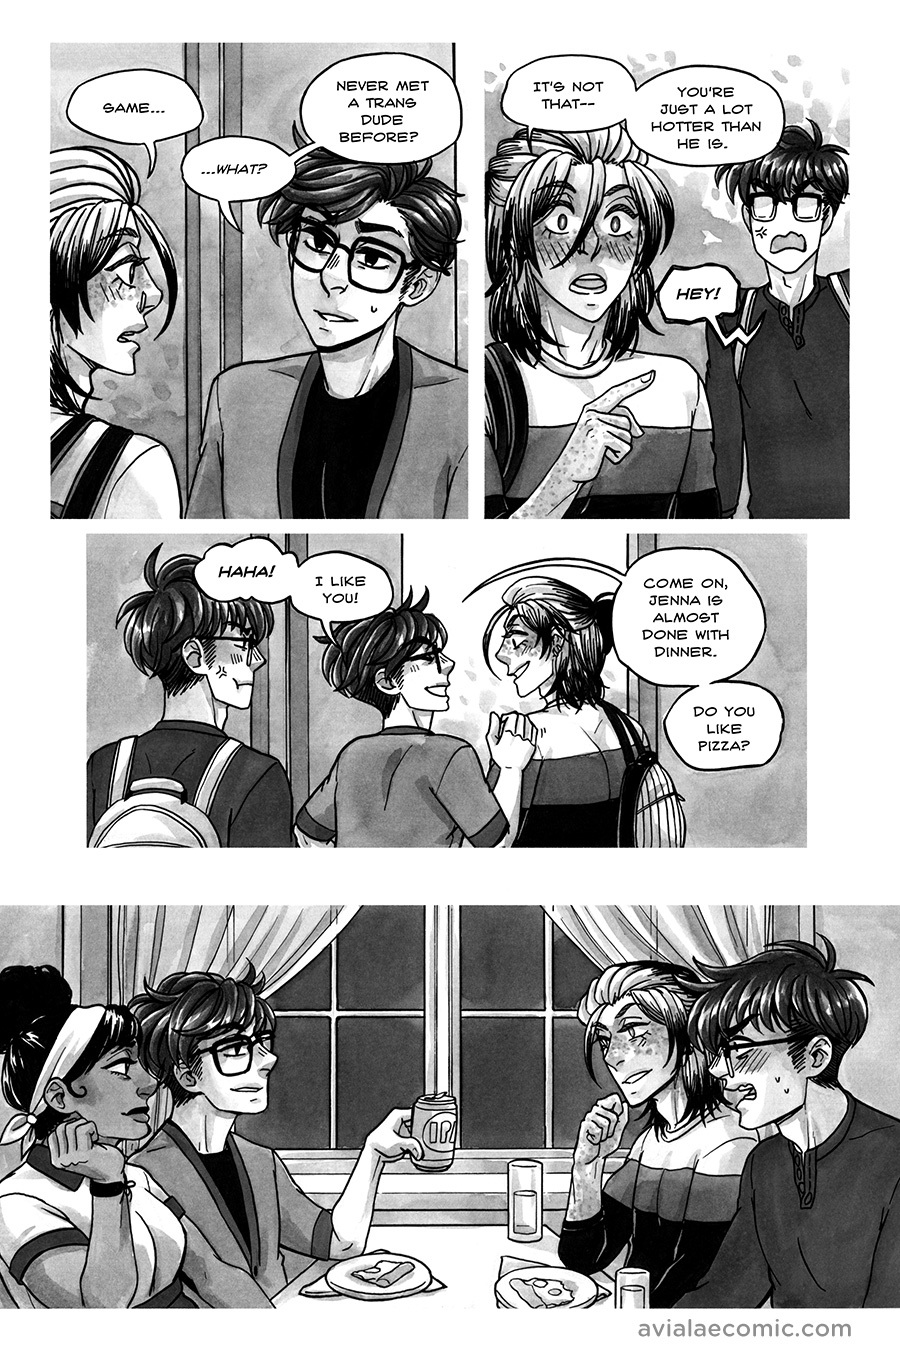 SAME...
NEVER MET
A TRANS
DUDE
BEFORE?
...WHAT?
IT'S NOT
THAT--
YOU'RE
JUST A LOT
HOTTER THAN
HE IS.
HEY!
HAHA!
I LIKE
YOU!
COME ON,
JENNA IS
ALMOST
DONE WITH
DINNER.
DO YOU
LIKE
PIZZA?
avialaecomic.com